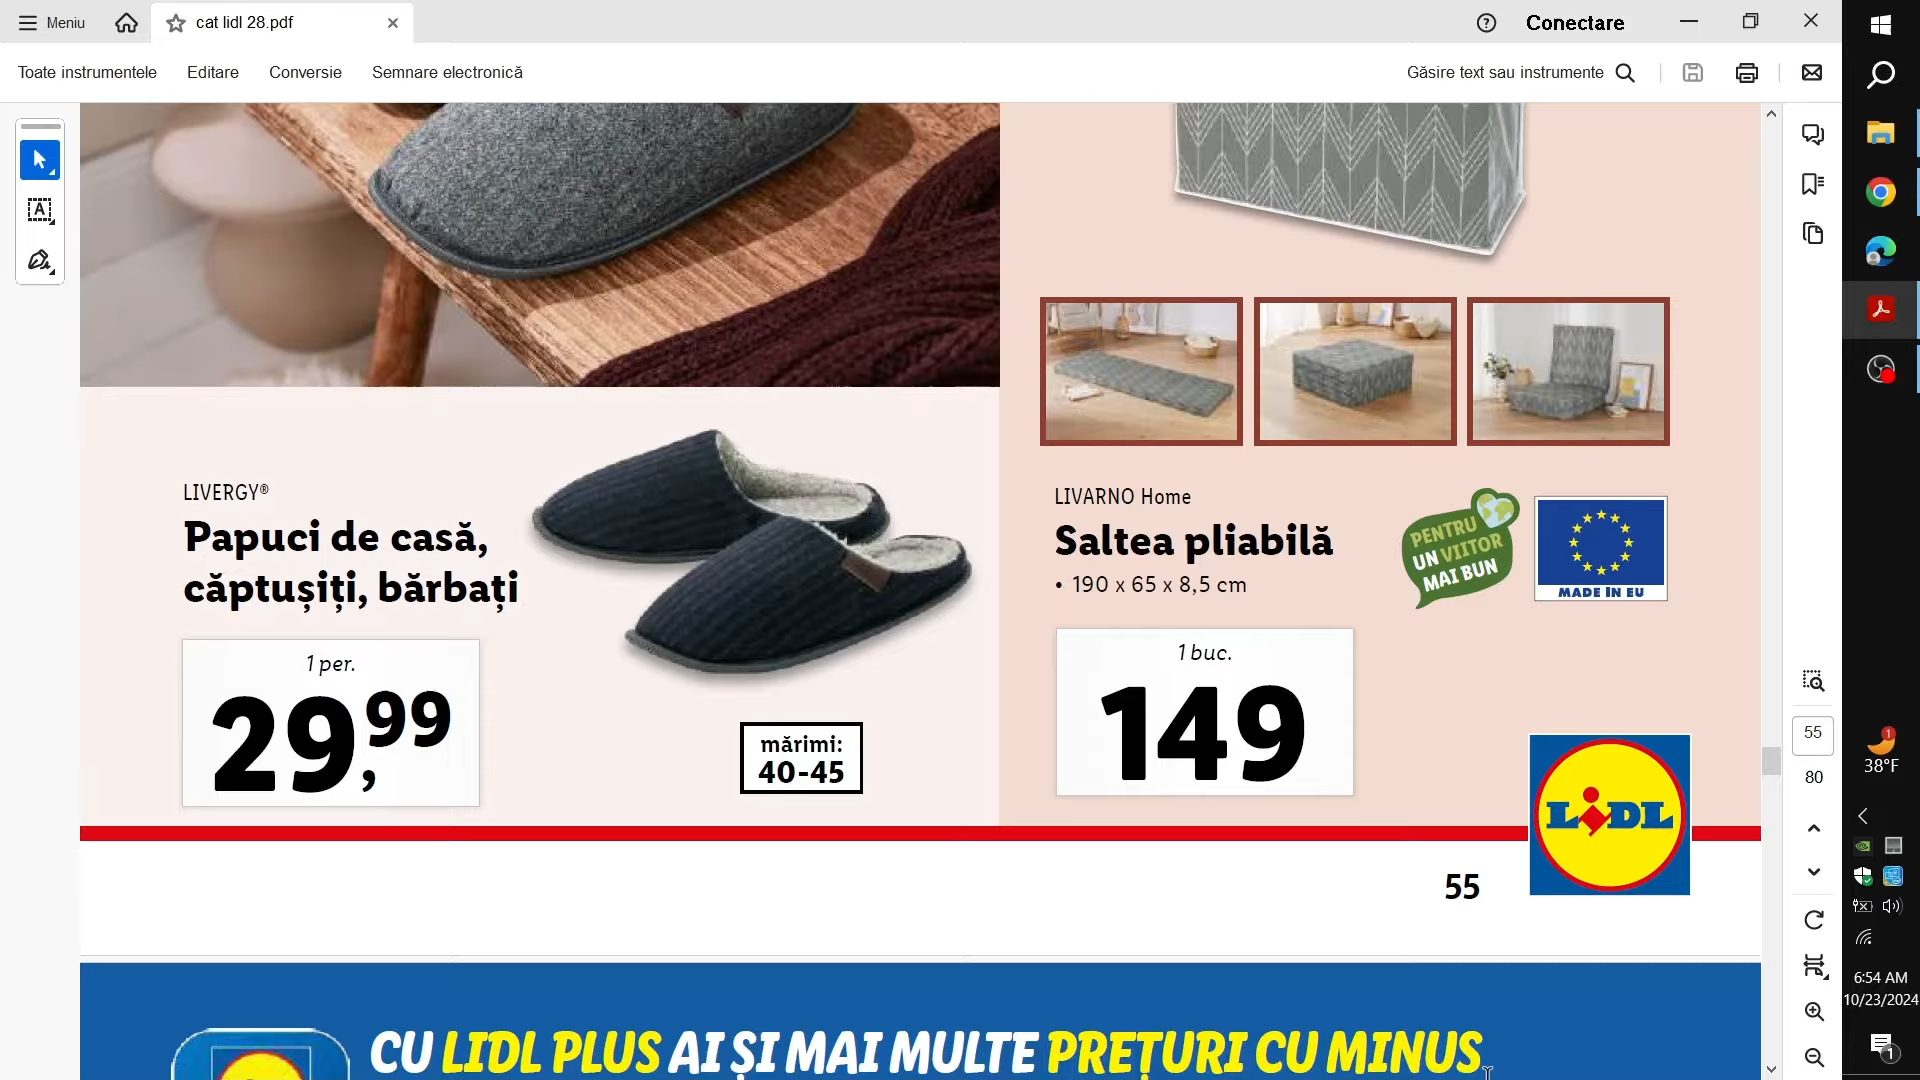 Meniu
cat lidl 28.pdf
Conectare
Toate instrumentele
Editare
Conversie
Semnare electronică
Găsire text sau instrumente
LIVERGY®
Papuci de casă,
căptușiți, bărbați
1 per.
29,99
mărimi:
40-45
LIVARNO Home
Saltea pliabilă
• 190 x 65 x 8,5 cm
PENTRU
UN VIITOR
MAI BUN
MADE IN EU
1 buc.
149
LIDL
55
CU LIDL PLUS AI ȘI MAI MULTE PREȚURI CU MINUS
55
80
1
38°F
6:54 AM
10/23/2024
1